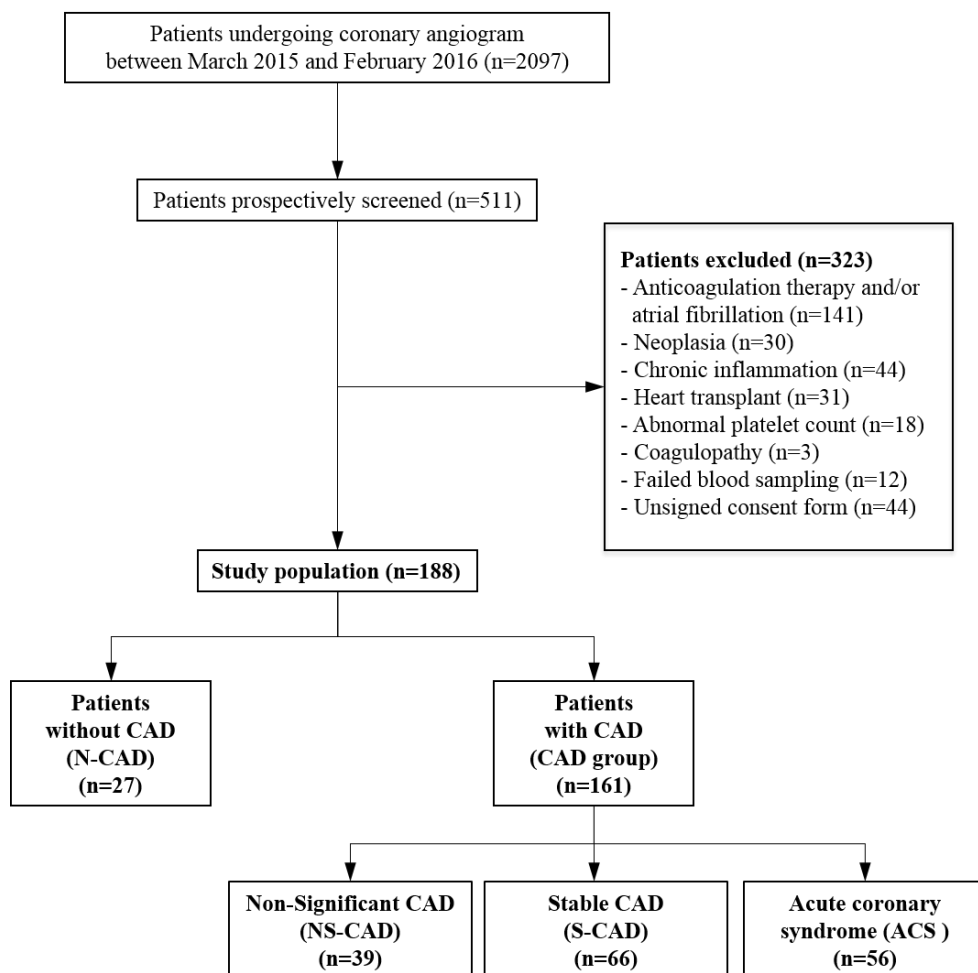 Patients undergoing coronary angiogram
between March 2015 and February 2016 (n=2097)
Patients prospectively screened (n=511)
Patients excluded (n=323)
- Anticoagulation therapy and/or
atrial fibrillation (n=141)
- Neoplasia (n=30)
- Chronic inflammation (n=44)
- Heart transplant (n=31)
- Abnormal platelet count (n=18)
- Coagulopathy (n=3)
- Failed blood sampling (n=12)
- Unsigned consent form (n=44)
Study population (n=188)
Patients
without CAD
(N-CAD)
(n=27)
Patients
with CAD
(CAD group)
(n=161)
Non-Significant CAD
(NS-CAD)
(n=39)
Stable CAD
(S-CAD)
(n=66)
Acute coronary
syndrome (ACS )
(n=56)